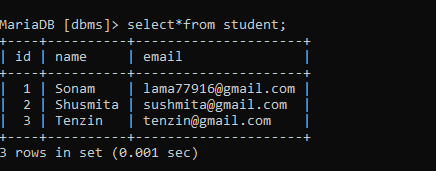 MariaDB [dbms]> select*from student;
+----+----------+---------------------+
| id | name     | email               |
+----+----------+---------------------+
|  1 | Sonam    | lama77916@gmail.com |
|  2 | Shusmita | sushmita@gmail.com  |
|  3 | Tenzin   | tenzin@gmail.com    |
+----+----------+---------------------+
3 rows in set (0.001 sec)